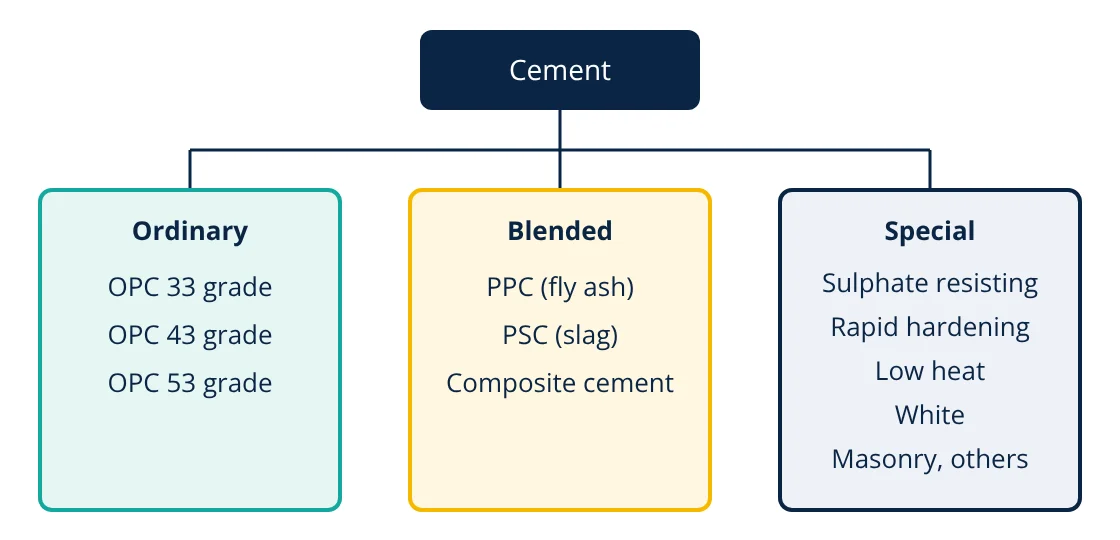 Cement
Ordinary
OPC 33 grade
OPC 43 grade
OPC 53 grade
Blended
PPC (fly ash)
PSC (slag)
Composite cement
Special
Sulphate resisting
Rapid hardening
Low heat
White
Masonry, others